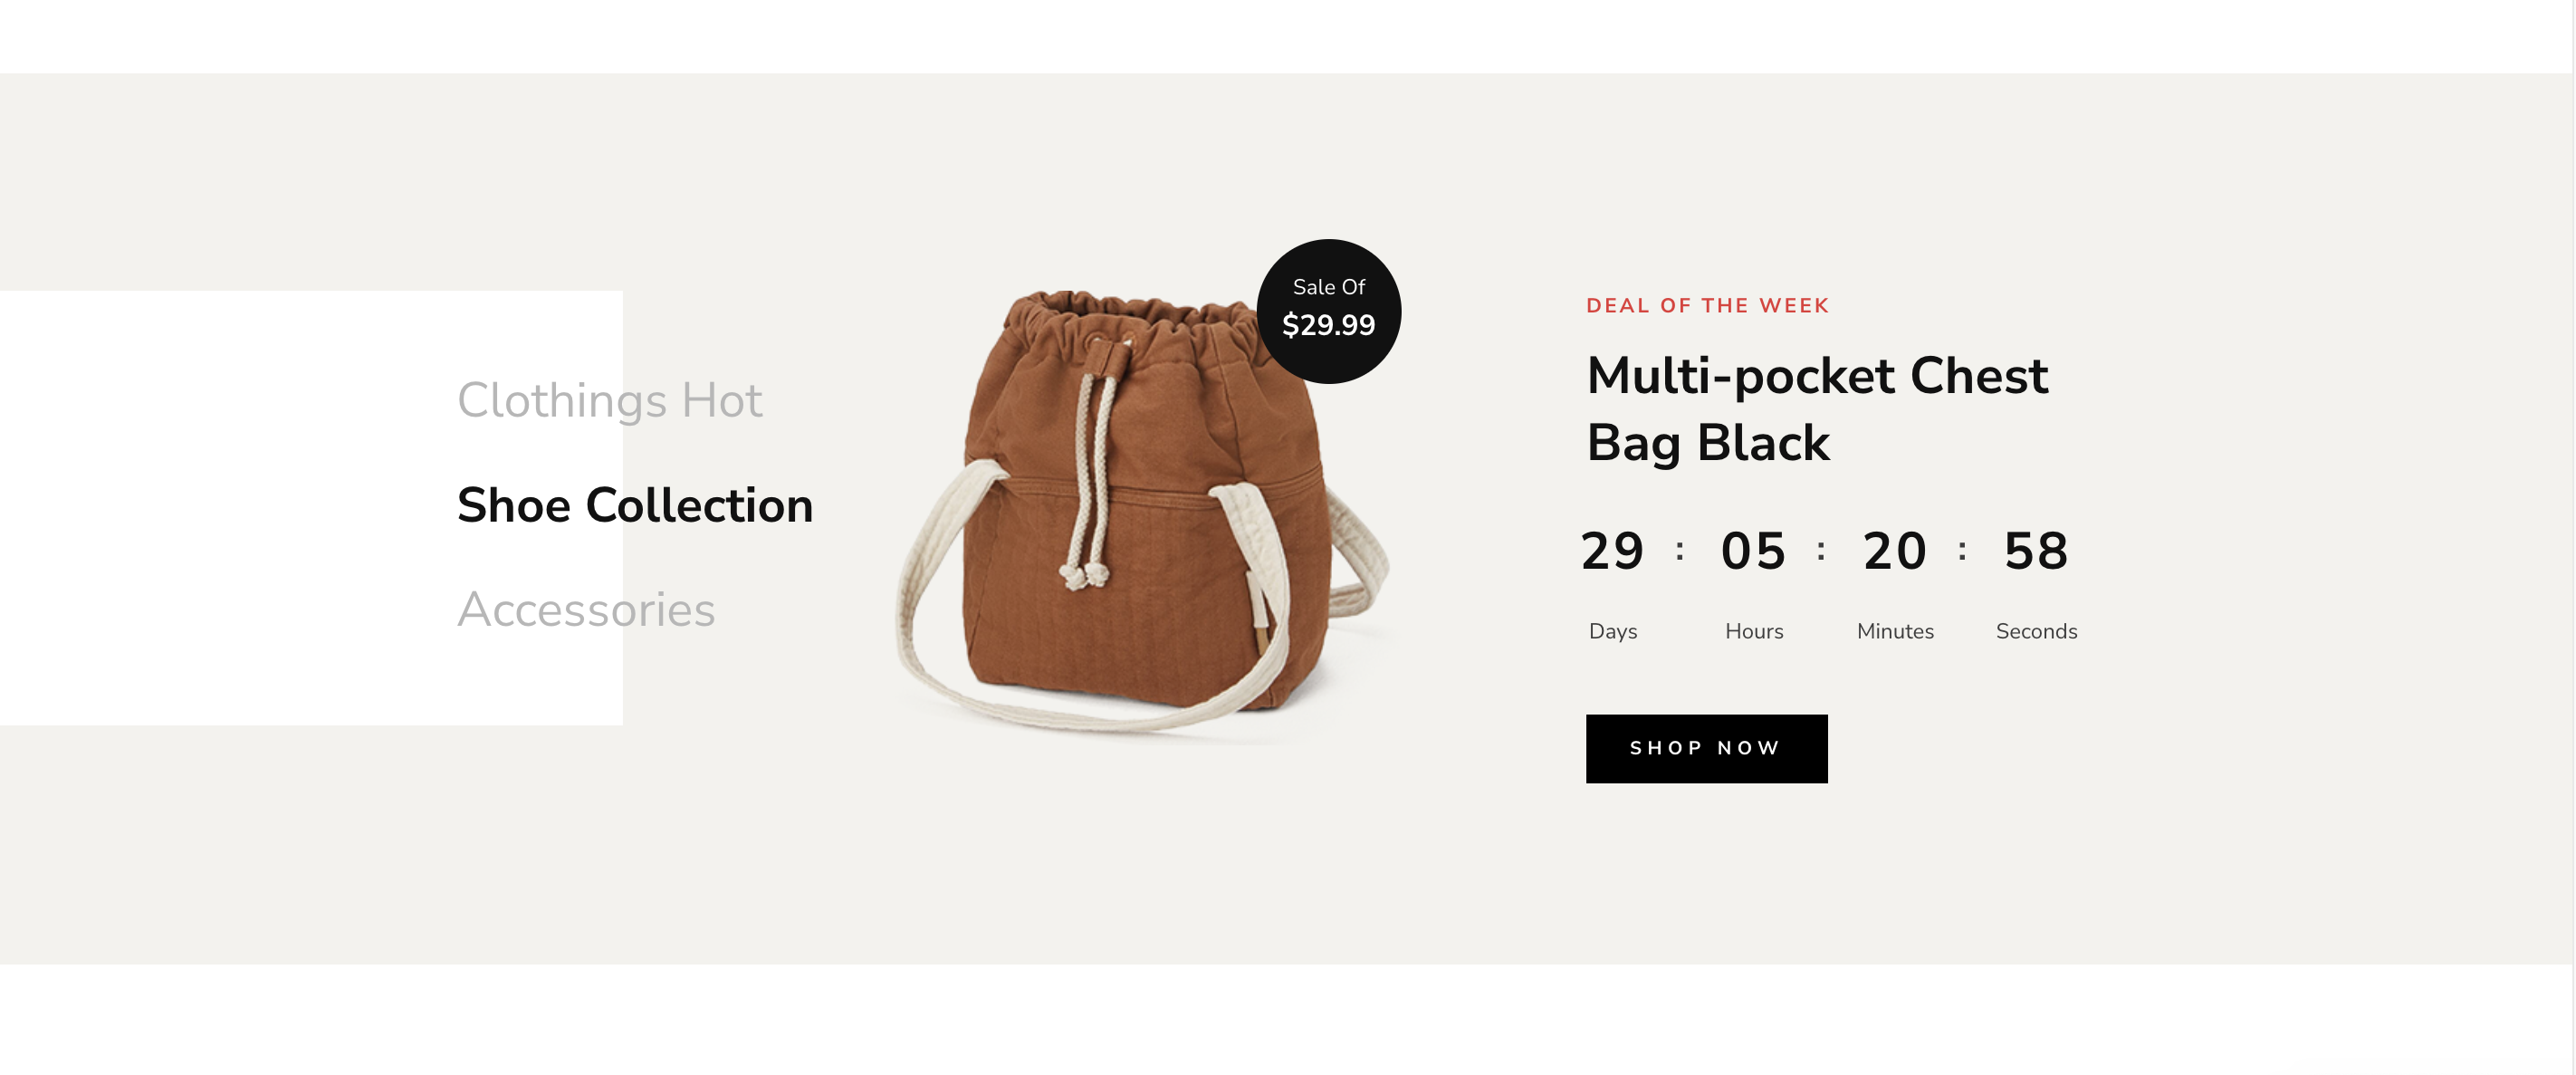 Clothings Hot
Shoe Collection
Accessories
Sale Of
$29.99
DEAL OF THE WEEK
Multi-pocket Chest
Bag Black
29 : 05 : 20 : 58
Days Hours Minutes Seconds
SHOP NOW